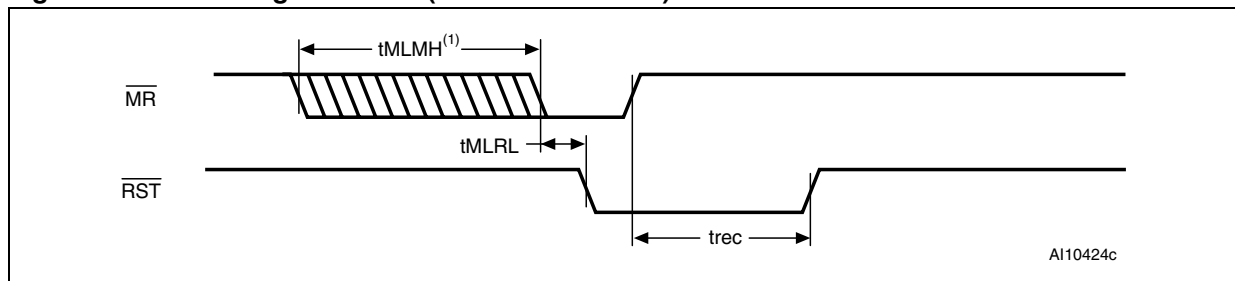 tMLMH(1)
MR
tMLRL
RST
trec
AI10424c